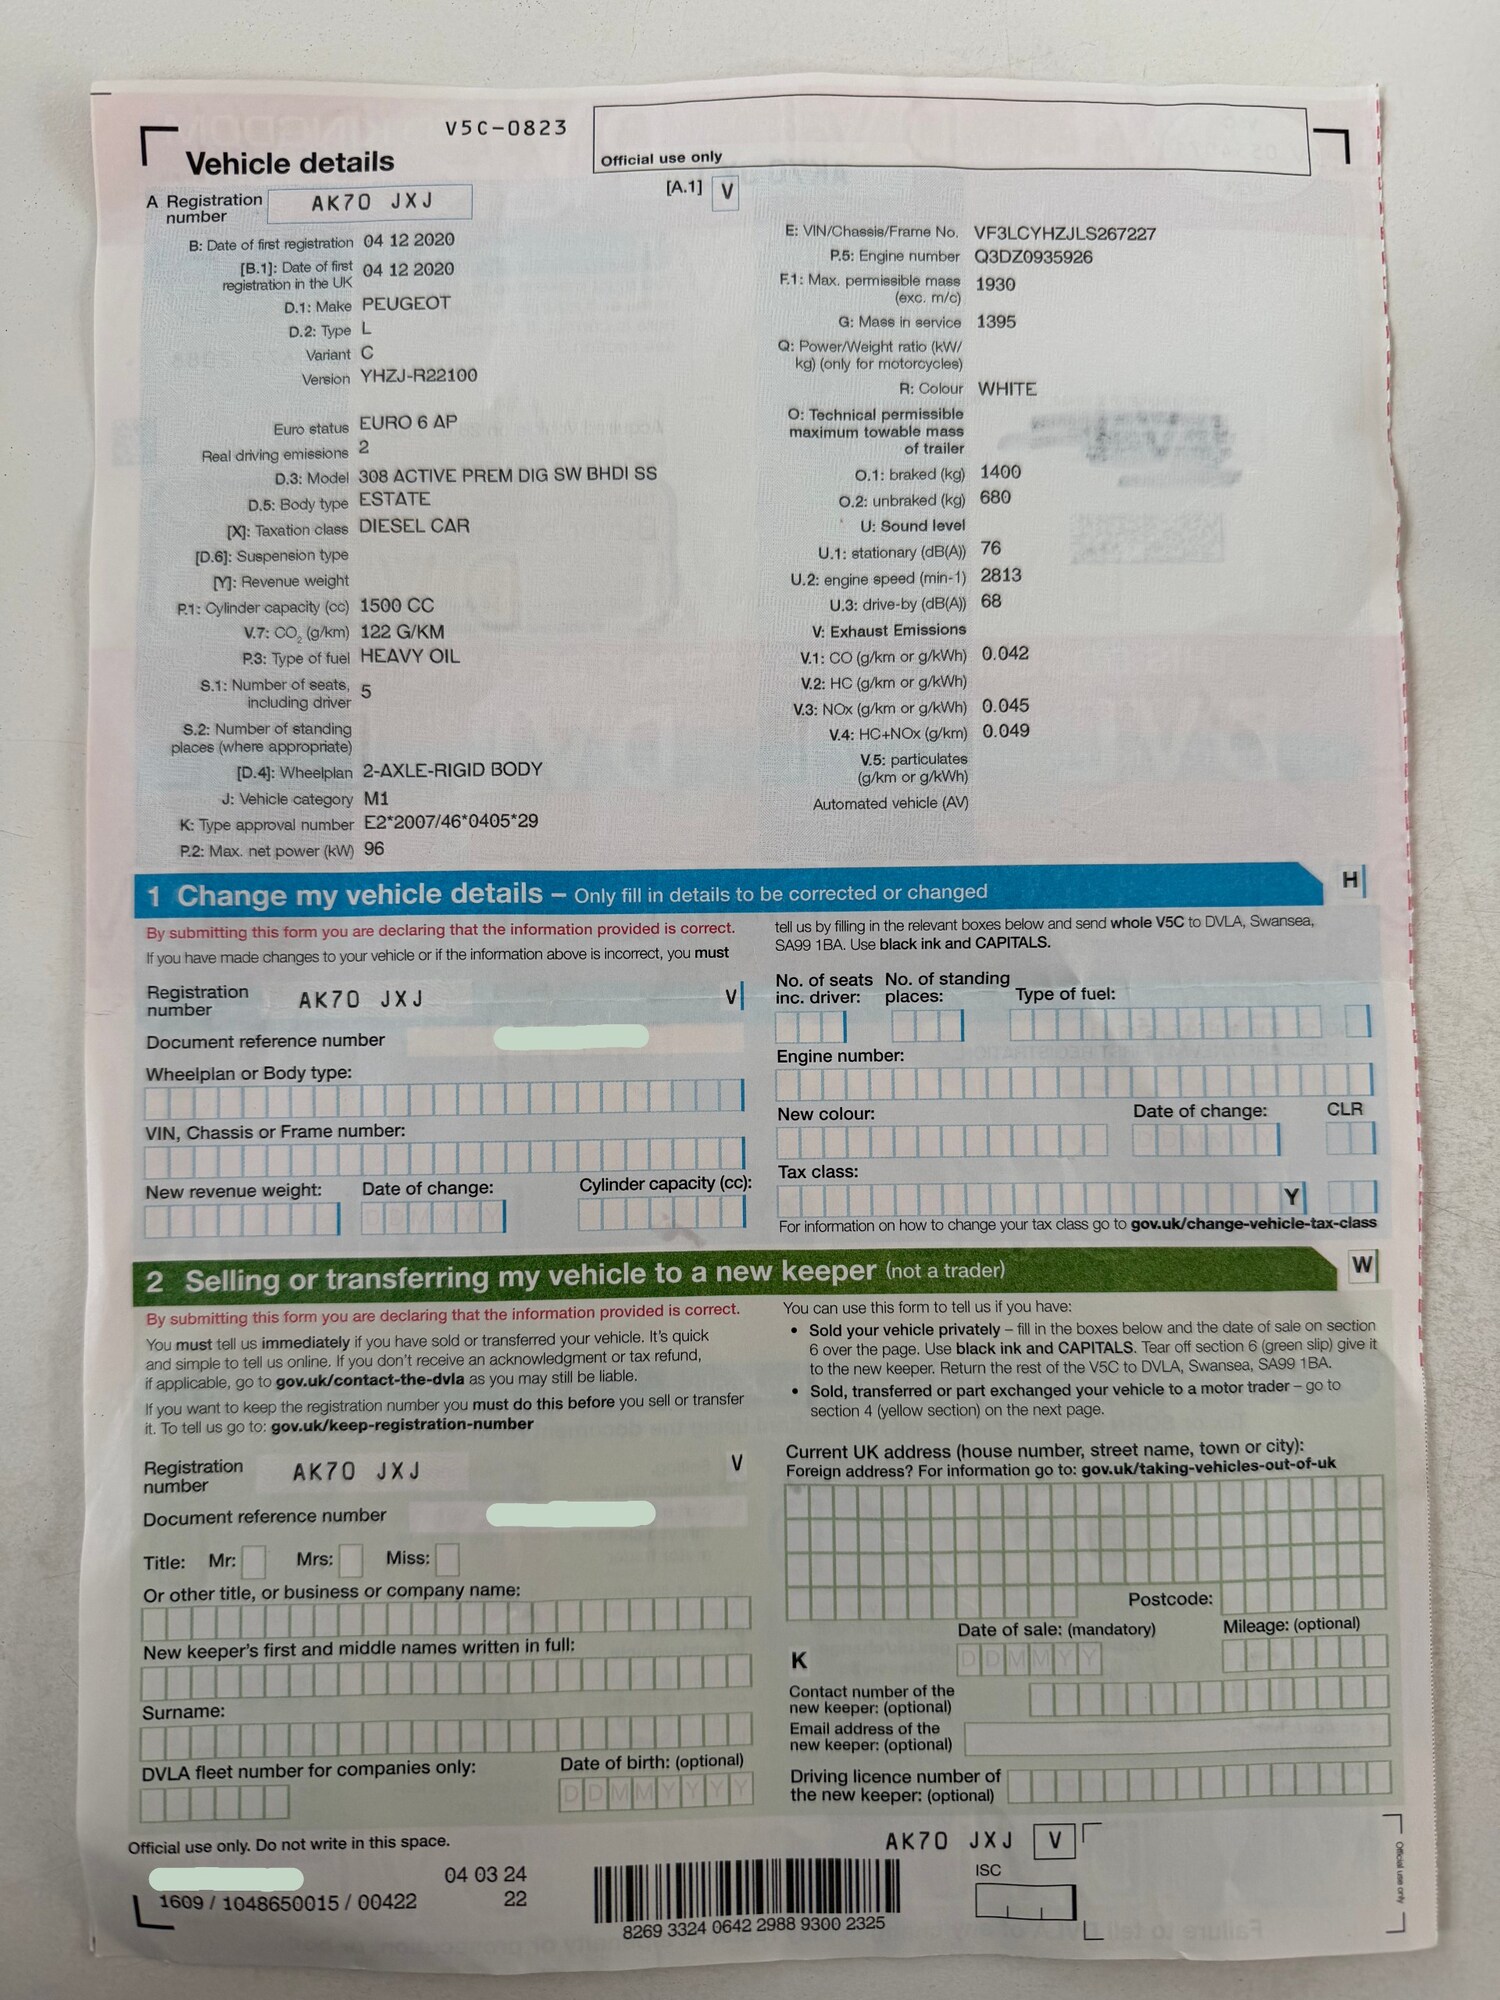 V5C-0823
Vehicle details
Official use only
A Registration number AK70 JXJ
[A.1] V
B: Date of first registration 04 12 2020
[B.1]: Date of first registration in the UK 04 12 2020
D.1: Make PEUGEOT
D.2: Type L
Variant C
Version YHZJ-R22100
Euro status EURO 6 AP
Real driving emissions 2
D.3: Model 308 ACTIVE PREM DIG SW BHDI SS
D.5: Body type ESTATE
[X]: Taxation class DIESEL CAR
[D.6]: Suspension type
[Y]: Revenue weight
P.1: Cylinder capacity (cc) 1500 CC
V.7: CO2 (g/km) 122 G/KM
P.3: Type of fuel HEAVY OIL
S.1: Number of seats, including driver 5
S.2: Number of standing places (where appropriate)
[D.4]: Wheelplan 2-AXLE-RIGID BODY
J: Vehicle category M1
K: Type approval number E2*2007/46*0405*29
P.2: Max. net power (kW) 96
E: VIN/Chassis/Frame No. VF3LCYHZJLS267227
P.5: Engine number Q3DZ0935926
F.1: Max. permissible mass (exc. m/c) 1930
G: Mass in service 1395
Q: Power/Weight ratio (kW/kg) (only for motorcycles)
R: Colour WHITE
O: Technical permissible maximum towable mass of trailer
O.1: braked (kg) 1400
O.2: unbraked (kg) 680
U: Sound level
U.1: stationary (dB(A)) 76
U.2: engine speed (min-1) 2813
U.3: drive-by (dB(A)) 68
V: Exhaust Emissions
V.1: CO (g/km or g/kWh) 0.042
V.2: HC (g/km or g/kWh)
V.3: NOx (g/km or g/kWh) 0.045
V.4: HC+NOx (g/km) 0.049
V.5: particulates (g/km or g/kWh)
Automated vehicle (AV)
1 Change my vehicle details – Only fill in details to be corrected or changed
H
By submitting this form you are declaring that the information provided is correct.
If you have made changes to your vehicle or if the information above is incorrect, you must
tell us by filling in the relevant boxes below and send whole V5C to DVLA, Swansea,
SA99 1BA. Use black ink and CAPITALS.
Registration number AK70 JXJ V
Document reference number
Wheelplan or Body type:
VIN, Chassis or Frame number:
New revenue weight: Date of change: Cylinder capacity (cc):
DDMMYY
No. of seats inc. driver: No. of standing places: Type of fuel:
Engine number:
New colour: Date of change: CLR
DDMMYY
Tax class:
Y
For information on how to change your tax class go to gov.uk/change-vehicle-tax-class
2 Selling or transferring my vehicle to a new keeper (not a trader)
W
By submitting this form you are declaring that the information provided is correct.
You must tell us immediately if you have sold or transferred your vehicle. It's quick
and simple to tell us online. If you don't receive an acknowledgment or tax refund,
if applicable, go to gov.uk/contact-the-dvla as you may still be liable.
If you want to keep the registration number you must do this before you sell or transfer
it. To tell us go to: gov.uk/keep-registration-number
Registration number AK70 JXJ V
Document reference number
Title: Mr: Mrs: Miss:
Or other title, or business or company name:
New keeper's first and middle names written in full:
Surname:
DVLA fleet number for companies only: Date of birth: (optional)
DDMMYYYY
You can use this form to tell us if you have:
• Sold your vehicle privately – fill in the boxes below and the date of sale on section
6 over the page. Use black ink and CAPITALS. Tear off section 6 (green slip) give it
to the new keeper. Return the rest of the V5C to DVLA, Swansea, SA99 1BA.
• Sold, transferred or part exchanged your vehicle to a motor trader – go to
section 4 (yellow section) on the next page.
Current UK address (house number, street name, town or city):
Foreign address? For information go to: gov.uk/taking-vehicles-out-of-uk
Postcode:
Date of sale: (mandatory) Mileage: (optional)
K
DDMMYY
Contact number of the new keeper: (optional)
Email address of the new keeper: (optional)
Driving licence number of the new keeper: (optional)
Official use only. Do not write in this space.
04 03 24
1609 / 1048650015 / 00422 22
8269 3324 0642 2988 9300 2325
AK70 JXJ V
ISC
Official use only